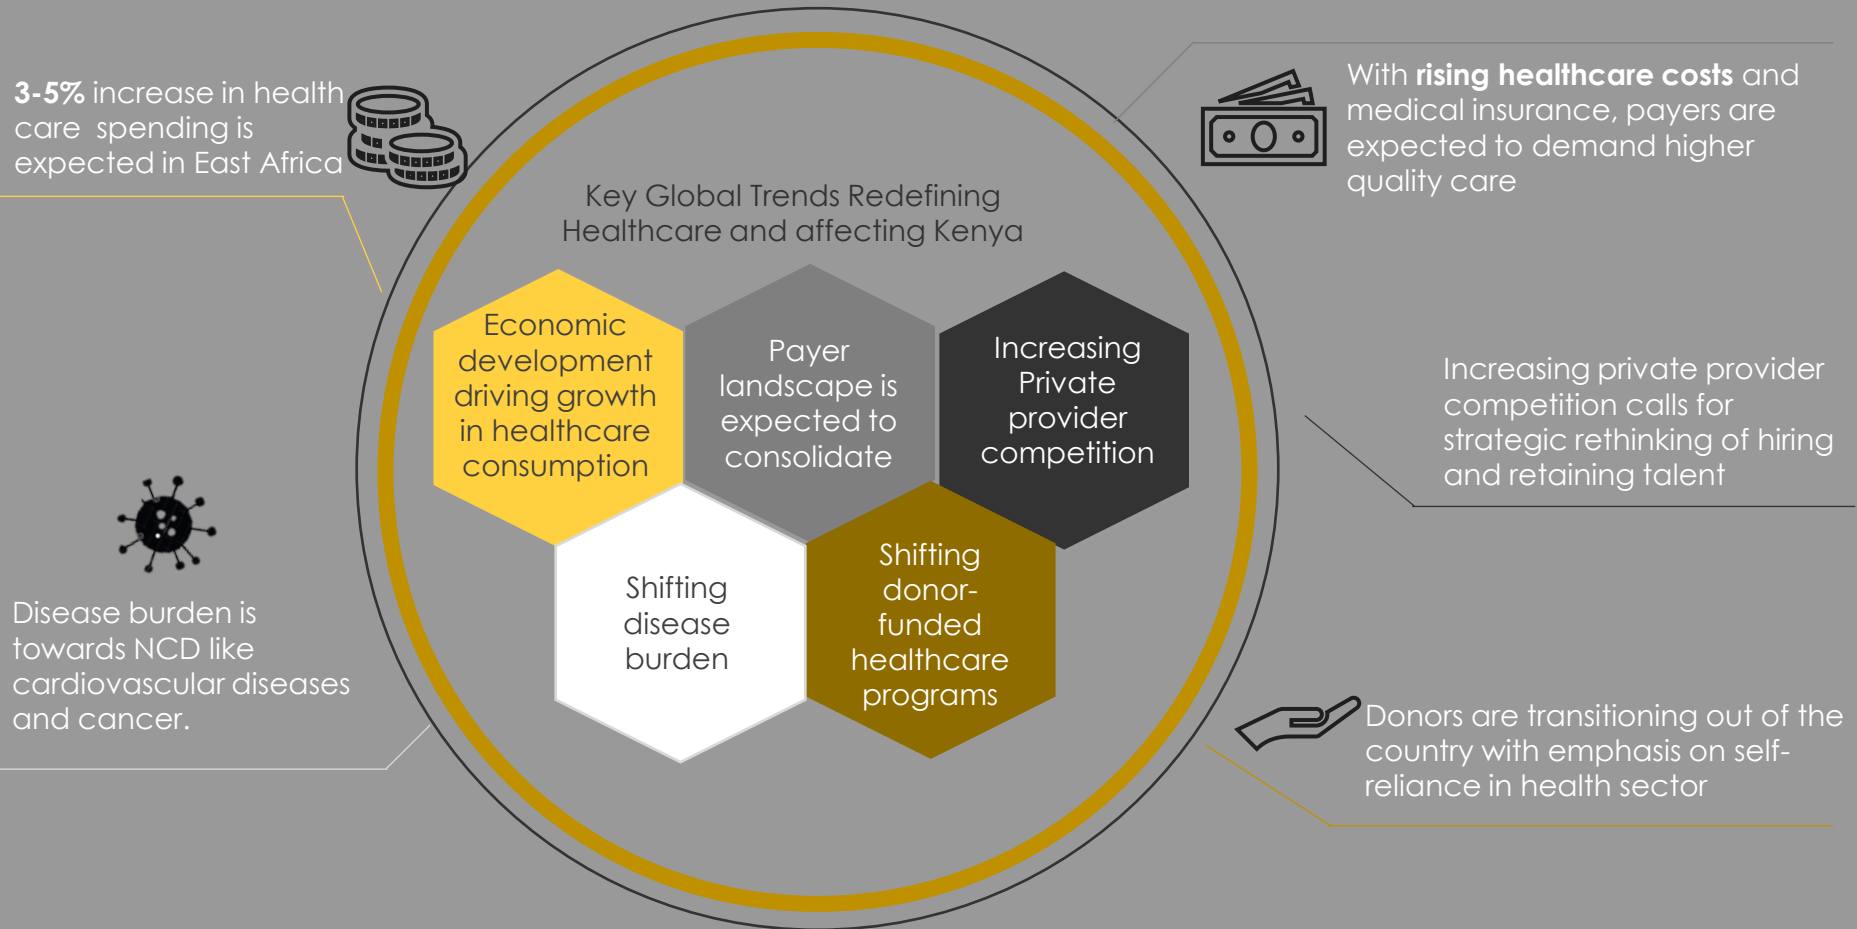 3-5% increase in health
care spending is
expected in East Africa
With rising healthcare costs and
medical insurance, payers are
expected to demand higher
quality care
Key Global Trends Redefining
Healthcare and affecting Kenya
Economic
development
driving growth
in healthcare
consumption
Payer
landscape is
expected to
consolidate
Increasing
Private
provider
competition
Increasing private provider
competition calls for
strategic rethinking of hiring
and retaining talent
Shifting
disease
burden
Shifting
donor-
funded
healthcare
programs
Disease burden is
towards NCD like
cardiovascular diseases
and cancer.
Donors are transitioning out of the
country with emphasis on self-
reliance in health sector